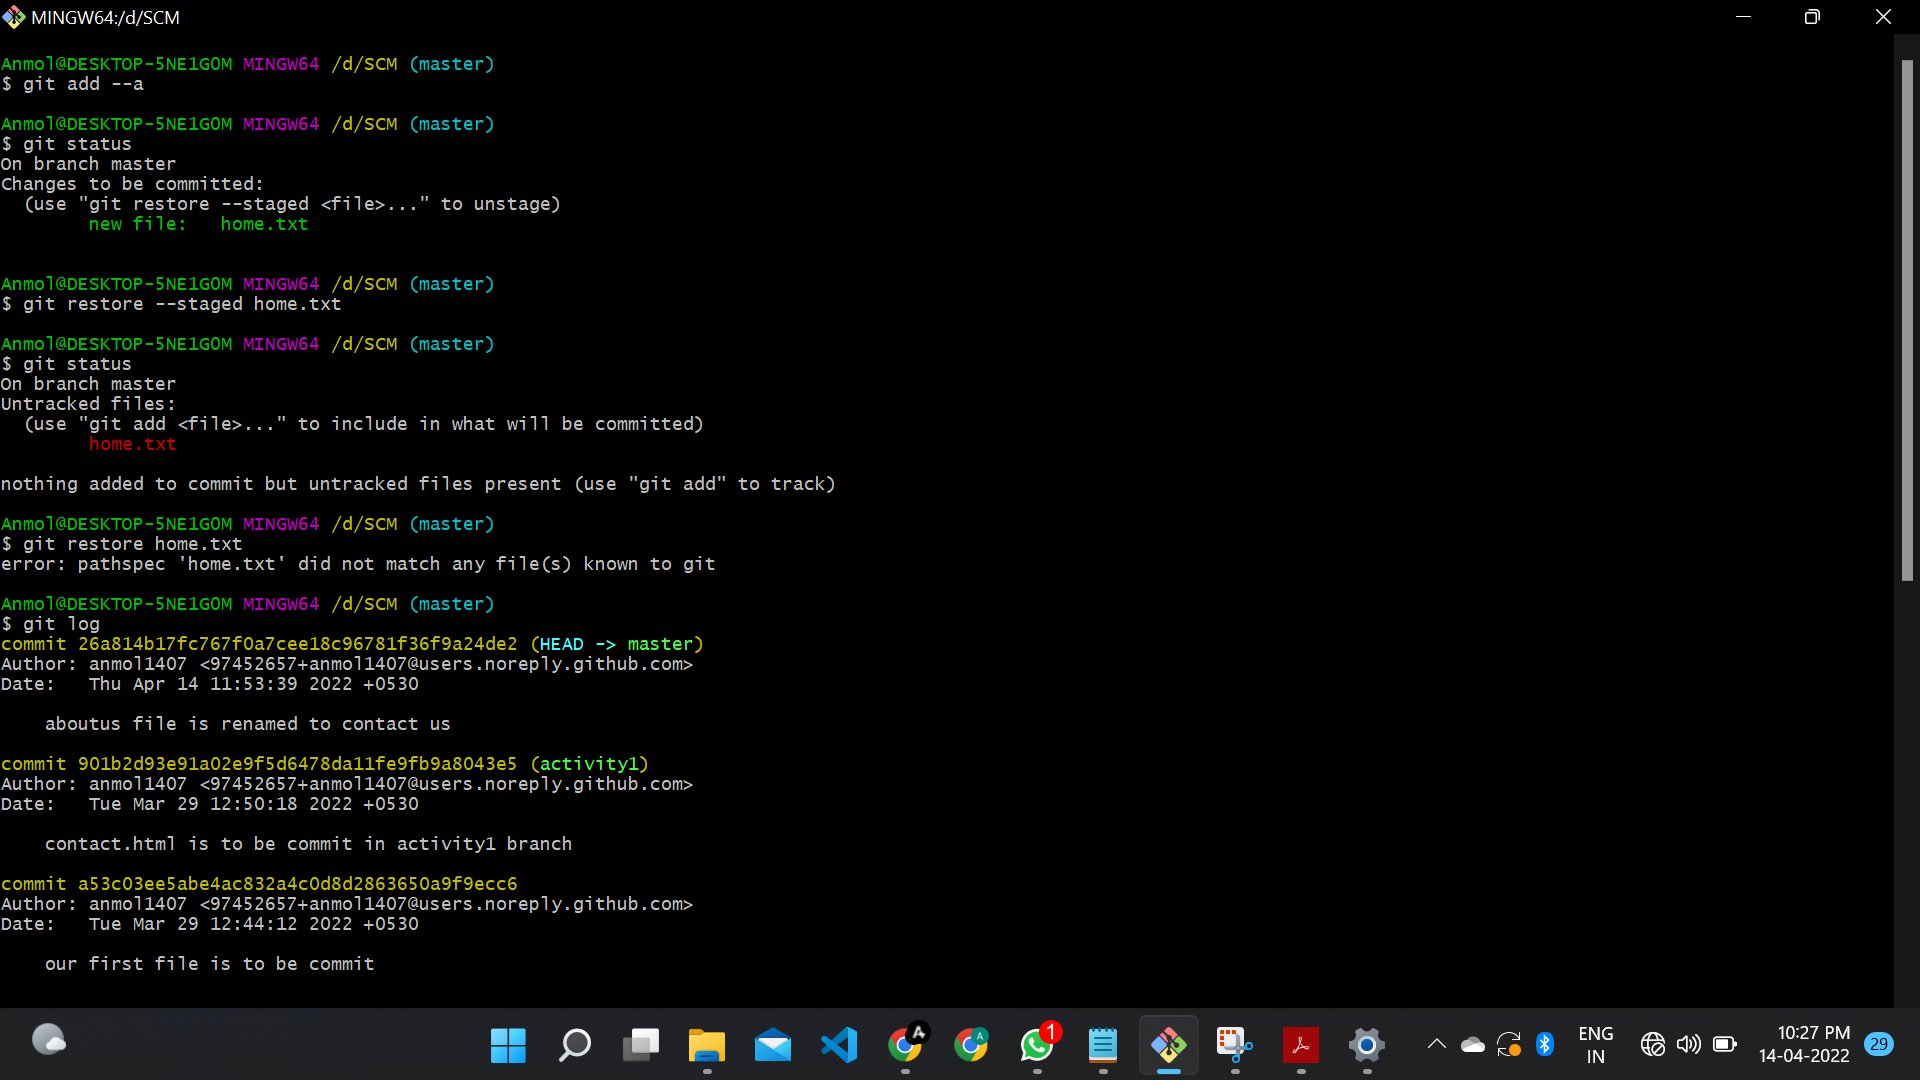 MINGW64:/d/SCM
Anmol@DESKTOP-5NE1G0M MINGW64 /d/SCM (master)
$ git add --a
Anmol@DESKTOP-5NE1G0M MINGW64 /d/SCM (master)
$ git status
On branch master
Changes to be committed:
  (use "git restore --staged <file>..." to unstage)
        new file:   home.txt
Anmol@DESKTOP-5NE1G0M MINGW64 /d/SCM (master)
$ git restore --staged home.txt
Anmol@DESKTOP-5NE1G0M MINGW64 /d/SCM (master)
$ git status
On branch master
Untracked files:
  (use "git add <file>..." to include in what will be committed)
        home.txt
nothing added to commit but untracked files present (use "git add" to track)
Anmol@DESKTOP-5NE1G0M MINGW64 /d/SCM (master)
$ git restore home.txt
error: pathspec 'home.txt' did not match any file(s) known to git
Anmol@DESKTOP-5NE1G0M MINGW64 /d/SCM (master)
$ git log
commit 26a814b17fc767f0a7cee18c96781f36f9a24de2 (HEAD -> master)
Author: anmol1407 <97452657+anmol1407@users.noreply.github.com>
Date:   Thu Apr 14 11:53:39 2022 +0530
    aboutus file is renamed to contact us
commit 901b2d93e91a02e9f5d6478da11fe9fb9a8043e5 (activity1)
Author: anmol1407 <97452657+anmol1407@users.noreply.github.com>
Date:   Tue Mar 29 12:50:18 2022 +0530
    contact.html is to be commit in activity1 branch
commit a53c03ee5abe4ac832a4c0d8d2863650a9f9ecc6
Author: anmol1407 <97452657+anmol1407@users.noreply.github.com>
Date:   Tue Mar 29 12:44:12 2022 +0530
    our first file is to be commit
A
A
1
ENG
IN
10:27 PM
14-04-2022
29